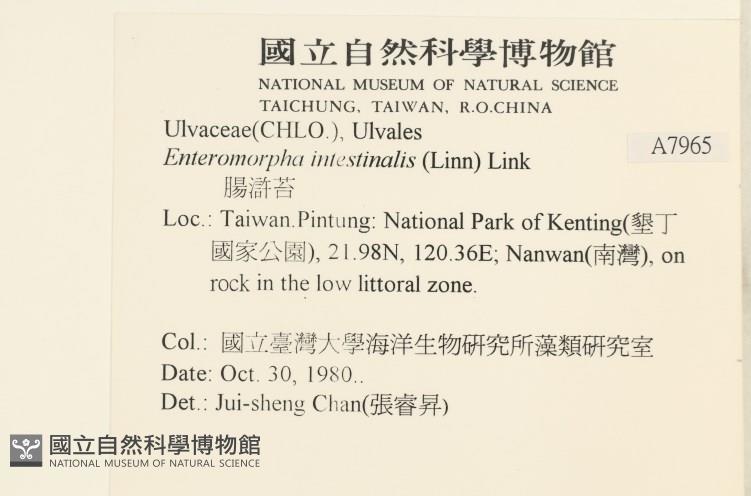 國立自然科學博物館
NATIONAL MUSEUM OF NATURAL SCIENCE
TAICHUNG, TAIWAN, R.O.CHINA
Ulvaceae(CHLO.), Ulvales
A7965
Enteromorpha intestinalis (Linn) Link
腸滸苔
Loc.: Taiwan.Pintung: National Park of Kenting(墾丁
國家公園), 21.98N, 120.36E; Nanwan(南灣), on
rock in the low littoral zone.
Col.: 國立臺灣大學海洋生物研究所藻類研究室
Date: Oct. 30, 1980..
Det.: Jui-sheng Chan(張睿昇)
國立自然科學博物館
NATIONAL MUSEUM OF NATURAL SCIENCE